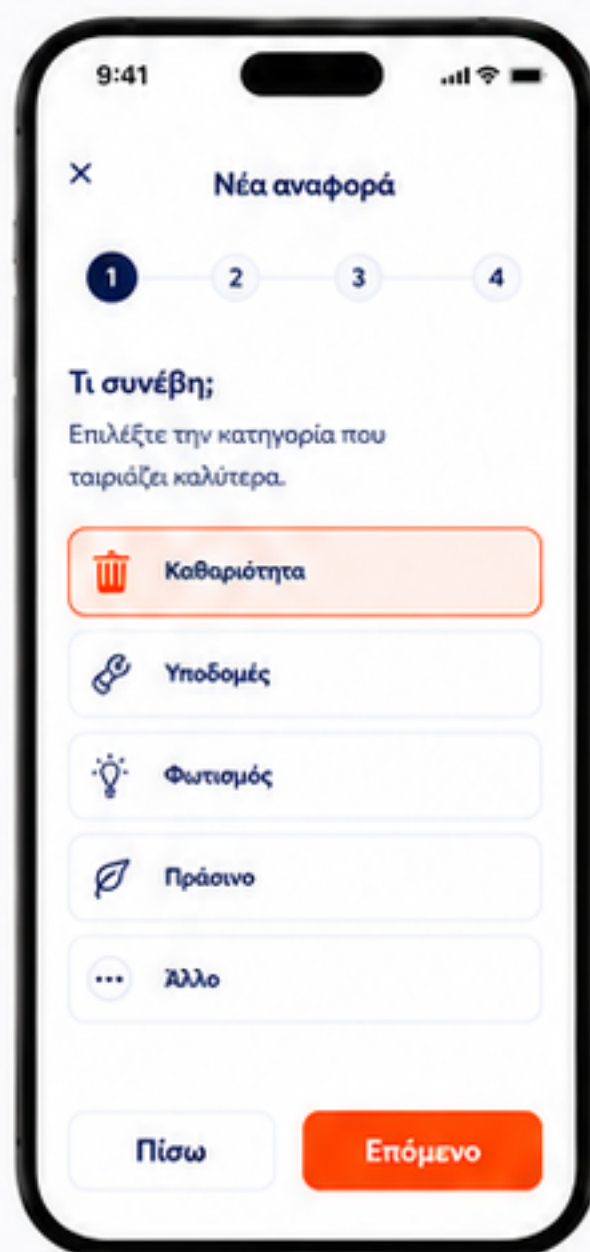 9:41
Νέα αναφορά
1 2 3 4
Τι συνέβη;
Επιλέξτε την κατηγορία που
ταιριάζει καλύτερα.
Καθαριότητα
Υποδομές
Φωτισμός
Πράσινο
Άλλο
Πίσω Επόμενο